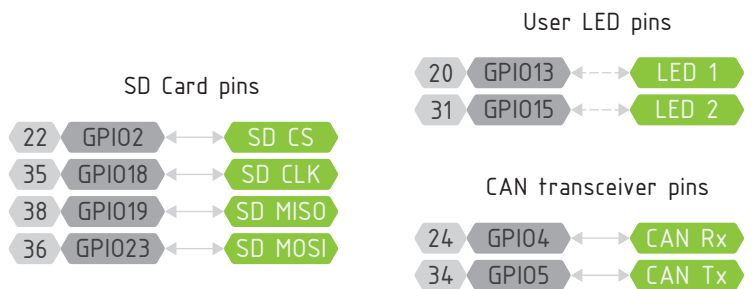 SD Card pins
22 GPIO2 SD CS
35 GPIO18 SD CLK
38 GPIO19 SD MISO
36 GPIO23 SD MOSI
User LED pins
20 GPIO13 LED 1
31 GPIO15 LED 2
CAN transceiver pins
24 GPIO4 CAN Rx
34 GPIO5 CAN Tx